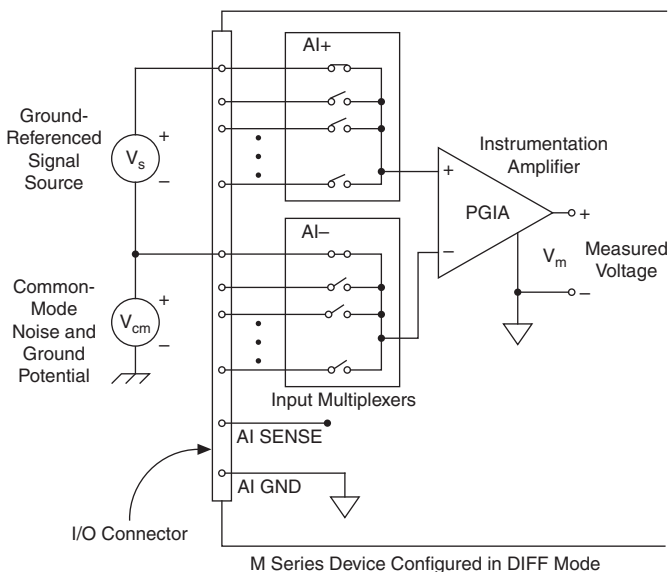 AI+
Ground-
Referenced
Signal
Source
+
Vs
–
Instrumentation
Amplifier
+
PGIA
–
+
Vm
–
Measured
Voltage
AI–
Common-
Mode
Noise and
Ground
Potential
+
Vcm
–
Input Multiplexers
AI SENSE
AI GND
I/O Connector
M Series Device Configured in DIFF Mode